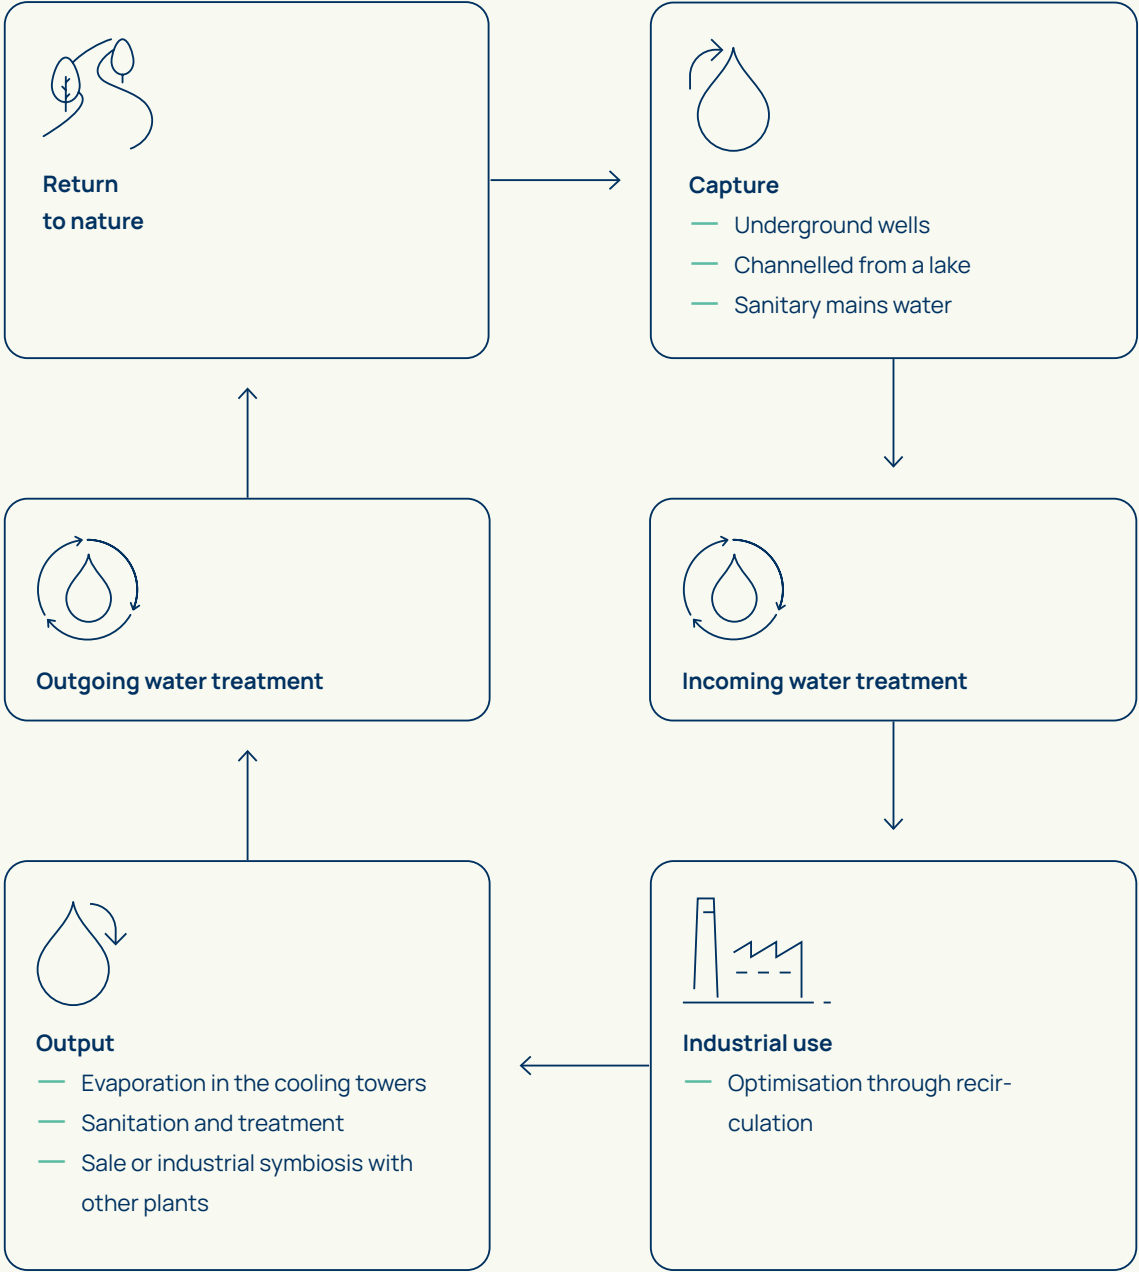 Return
to nature
Capture
Underground wells
Channelled from a lake
Sanitary mains water
Outgoing water treatment
Incoming water treatment
Output
Evaporation in the cooling towers
Sanitation and treatment
Sale or industrial symbiosis with
other plants
Industrial use
Optimisation through recir-
culation